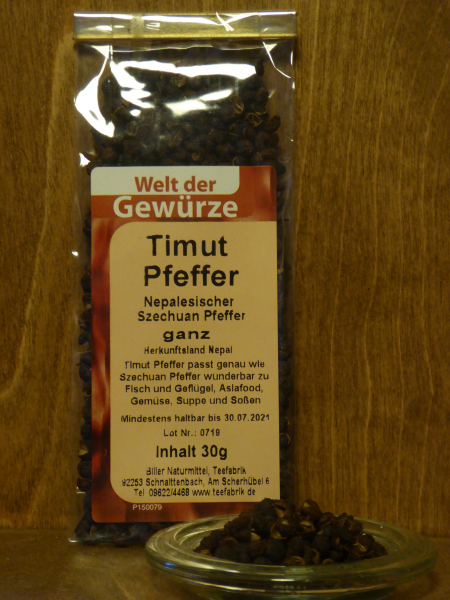 Welt der
Gewürze
Timut
Pfeffer
Nepalesischer
Szechuan Pfeffer
ganz
Herkunftsland Nepal
Timut Pfeffer passt genau wie
Szechuan Pfeffer wunderbar zu
Fisch und Geflügel, Asiafood,
Gemüse, Suppe und Soßen
Mindestens haltbar bis 30.07.2021
Lot Nr.: 0719
Inhalt 30g
Biller Naturmittel, Teefabrik
92253 Schnaittenbach, Am Scherhübel 6
Tel 09622/4468 www.teefabrik.de
P150079